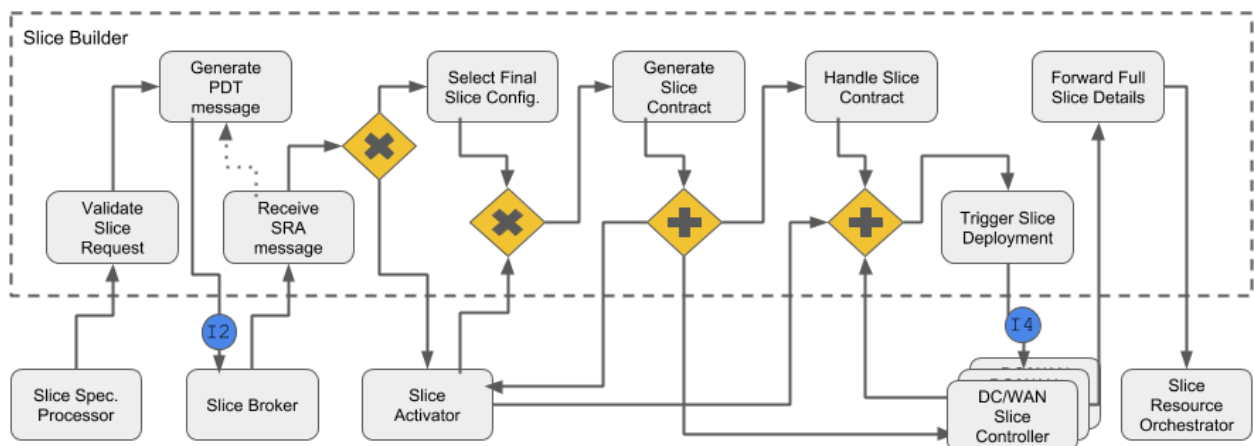 Slice Builder
Generate
PDT
message
Select Final
Slice Config.
Generate
Slice
Contract
Handle Slice
Contract
Forward Full
Slice Details
Validate
Slice
Request
Receive
SRA
message
Trigger Slice
Deployment
I2
I4
Slice Spec.
Processor
Slice Broker
Slice
Activator
DC/WAN
Slice
Controller
Slice
Resource
Orchestrator